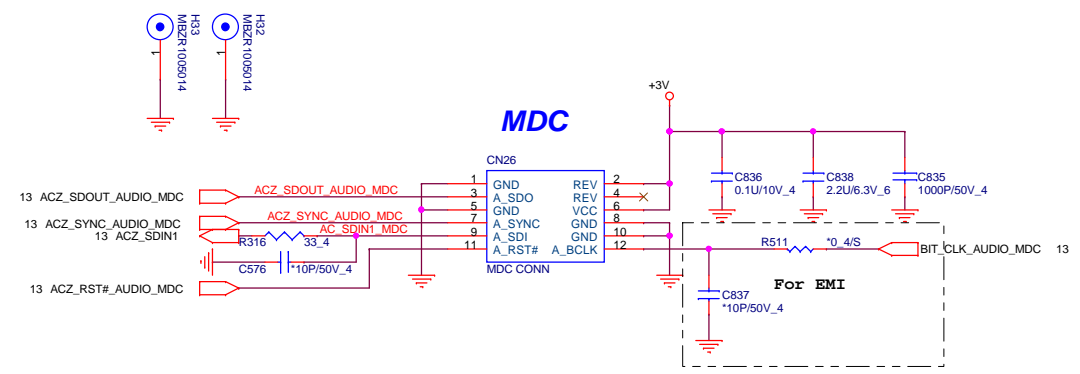 H33
MBZR1005014
1
H32
MBZR1005014
1
+3V
MDC
CN26
C836
0.1U/10V_4
C838
2.2U/6.3V_6
C835
1000P/50V_4
13 ACZ_SDOUT_AUDIO_MDC
ACZ_SDOUT_AUDIO_MDC
13 ACZ_SYNC_AUDIO_MDC
ACZ_SYNC_AUDIO_MDC
13 ACZ_SDIN1
R316
33_4
AC_SDIN1_MDC
C576
*10P/50V_4
13 ACZ_RST#_AUDIO_MDC
1 GND REV 2
3 A_SDO REV 4
5 GND VCC 6
7 A_SYNC GND 8
9 A_SDI GND 10
11 A_RST# A_BCLK 12
MDC CONN
R511
*0_4/S
BIT_CLK_AUDIO_MDC 13
For EMI
C837
*10P/50V_4